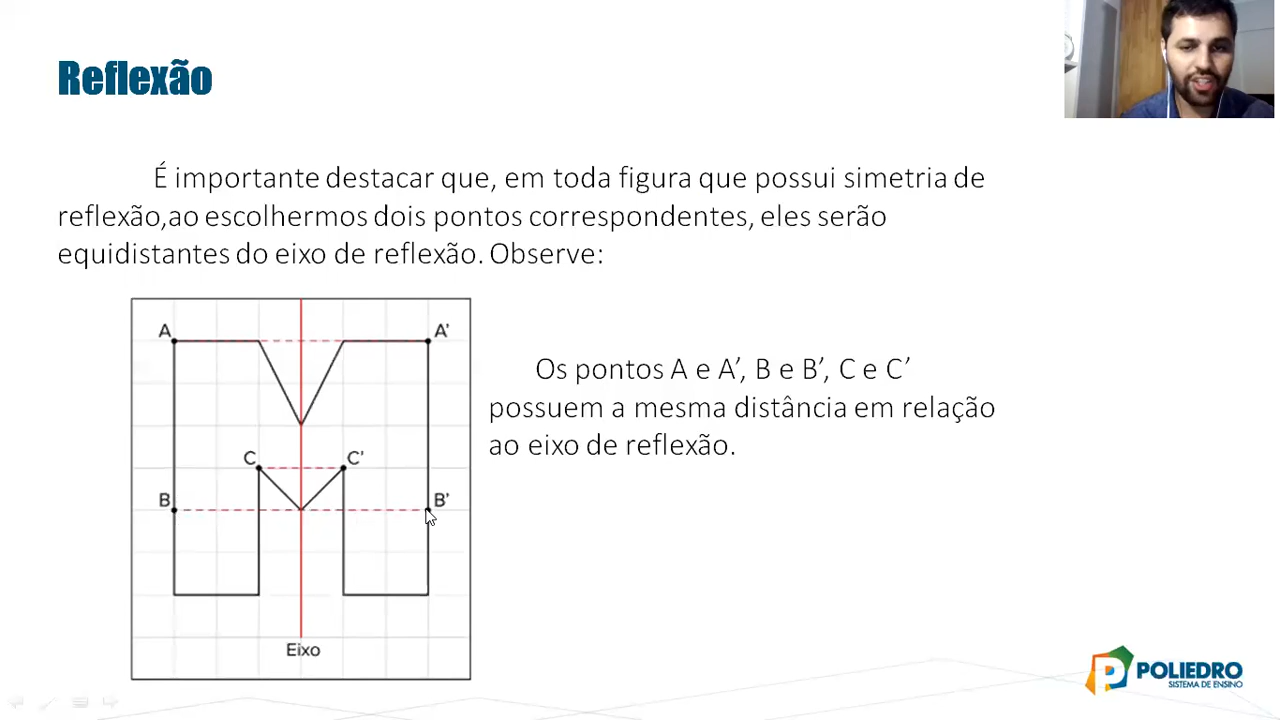 Reflexão
É importante destacar que, em toda figura que possui simetria de
reflexão,ao escolhermos dois pontos correspondentes, eles serão
equidistantes do eixo de reflexão. Observe:
A
A'
C
C'
B
B'
Eixo
Os pontos A e A’, B e B’, C e C’
possuem a mesma distância em relação
ao eixo de reflexão.
POLIEDRO
SISTEMA DE ENSINO